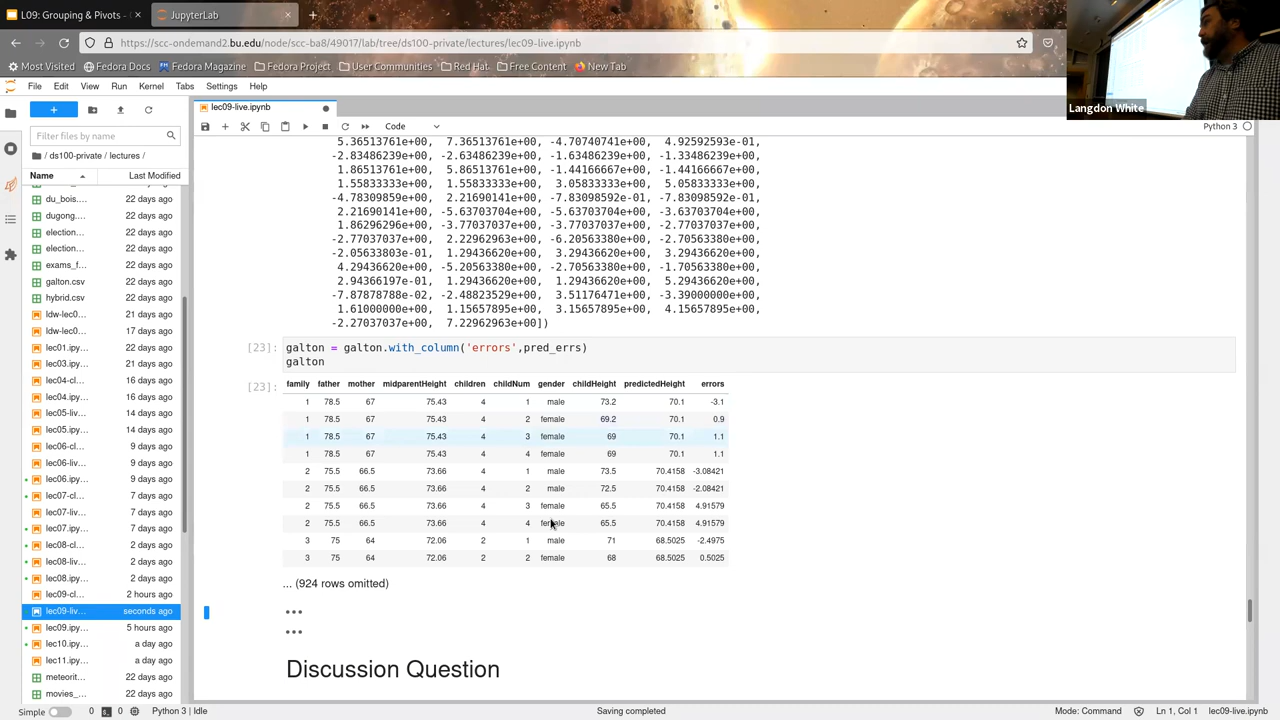 L09: Grouping & Pivots - 1
JupyterLab
https://scc-ondemand2.bu.edu/node/scc-ba8/49017/lab/tree/ds100-private/lectures/lec09-live.ipynb
Most Visited Fedora Docs Fedora Magazine Fedora Project User Communities Red Hat Free Content New Tab
Langdon White
File Edit View Run Kernel Tabs Settings Help
lec09-live.ipynb
Filter files by name
Code
Python 3
/ ds100-private / lectures /
Name Last Modified
du_bois.... 22 days ago
dugong.... 22 days ago
election... 22 days ago
election... 22 days ago
exams_f... 22 days ago
galton.csv 22 days ago
hybrid.csv 22 days ago
ldw-lec0... 21 days ago
ldw-lec0... 17 days ago
lec01.ipy... 22 days ago
lec03.ipy... 21 days ago
lec04-cl... 16 days ago
lec04.ipy... 16 days ago
lec05-liv... 14 days ago
lec05.ipy... 14 days ago
lec06-cl... 9 days ago
lec06-liv... 9 days ago
lec06.ipy... 9 days ago
lec07-cl... 7 days ago
lec07-liv... 7 days ago
lec07.ipy... 7 days ago
lec08-cl... 2 days ago
lec08-liv... 2 days ago
lec08.ipy... 2 days ago
lec09-cl... 2 hours ago
lec09-liv... seconds ago
lec09.ipy... 5 hours ago
lec10.ipy... a day ago
lec11.ipy... a day ago
meteorit... 22 days ago
movies_... 22 days ago
5.36513761e+00, 7.36513761e+00, -4.70740741e+00, 4.92592593e-01,
-2.83486239e+00, -2.63486239e+00, -1.63486239e+00, -1.33486239e+00,
1.86513761e+00, 5.86513761e+00, -1.44166667e+00, -1.44166667e+00,
1.55833333e+00, 1.55833333e+00, 3.05833333e+00, 5.05833333e+00,
-4.78309859e+00, 2.21690141e+00, -7.83098592e-01, -7.83098592e-01,
2.21690141e+00, -5.63703704e+00, -5.63703704e+00, -3.63703704e+00,
1.86296296e+00, -3.77037037e+00, -3.77037037e+00, -2.77037037e+00,
-2.77037037e+00, 2.22962963e+00, -6.20563380e+00, -2.70563380e+00,
-2.05633803e-01, 1.29436620e+00, 3.29436620e+00, 3.29436620e+00,
4.29436620e+00, -5.20563380e+00, -2.70563380e+00, -1.70563380e+00,
2.94366197e-01, 1.29436620e+00, 1.29436620e+00, 5.29436620e+00,
-7.87878788e-02, -2.48823529e+00, 3.51176471e+00, -3.39000000e+00,
1.61000000e+00, 1.15657895e+00, 3.15657895e+00, 4.15657895e+00,
-2.27037037e+00, 7.22962963e+00])
[23]: galton = galton.with_column('errors',pred_errs)
galton
[23]: family father mother midparentHeight children childNum gender childHeight predictedHeight errors
1 78.5 67 75.43 4 1 male 73.2 70.1 -3.1
1 78.5 67 75.43 4 2 female 69.2 70.1 0.9
1 78.5 67 75.43 4 3 female 69 70.1 1.1
1 78.5 67 75.43 4 4 female 69 70.1 1.1
2 75.5 66.5 73.66 4 1 male 73.5 70.4158 -3.08421
2 75.5 66.5 73.66 4 2 male 72.5 70.4158 -2.08421
2 75.5 66.5 73.66 4 3 female 65.5 70.4158 4.91579
2 75.5 66.5 73.66 4 4 female 65.5 70.4158 4.91579
3 75 64 72.06 2 1 male 71 68.5025 -2.4975
3 75 64 72.06 2 2 female 68 68.5025 0.5025
... (924 rows omitted)
Discussion Question
Simple 0 0 Python 3 | Idle Saving completed Mode: Command Ln 1, Col 1 lec09-live.ipynb